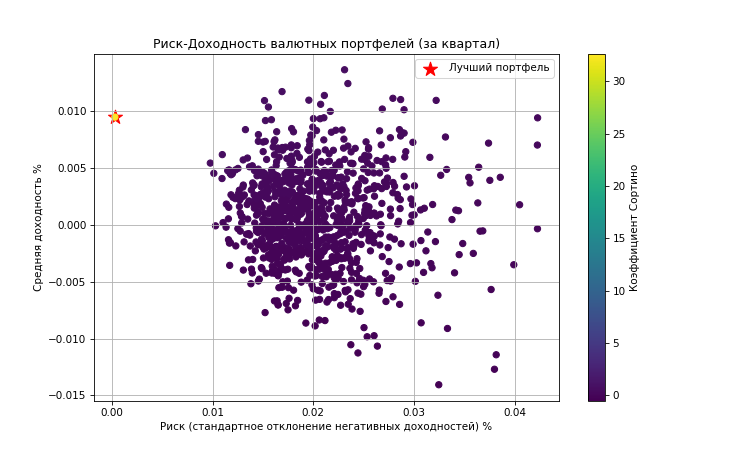 Риск-Доходность валютных портфелей (за квартал)
Лучший портфель
0.010
0.005
0.000
−0.005
−0.010
−0.015
Средняя доходность %
0.00 0.01 0.02 0.03 0.04
Риск (стандартное отклонение негативных доходностей) %
30
25
20
15
10
5
0
Коэффициент Сортино